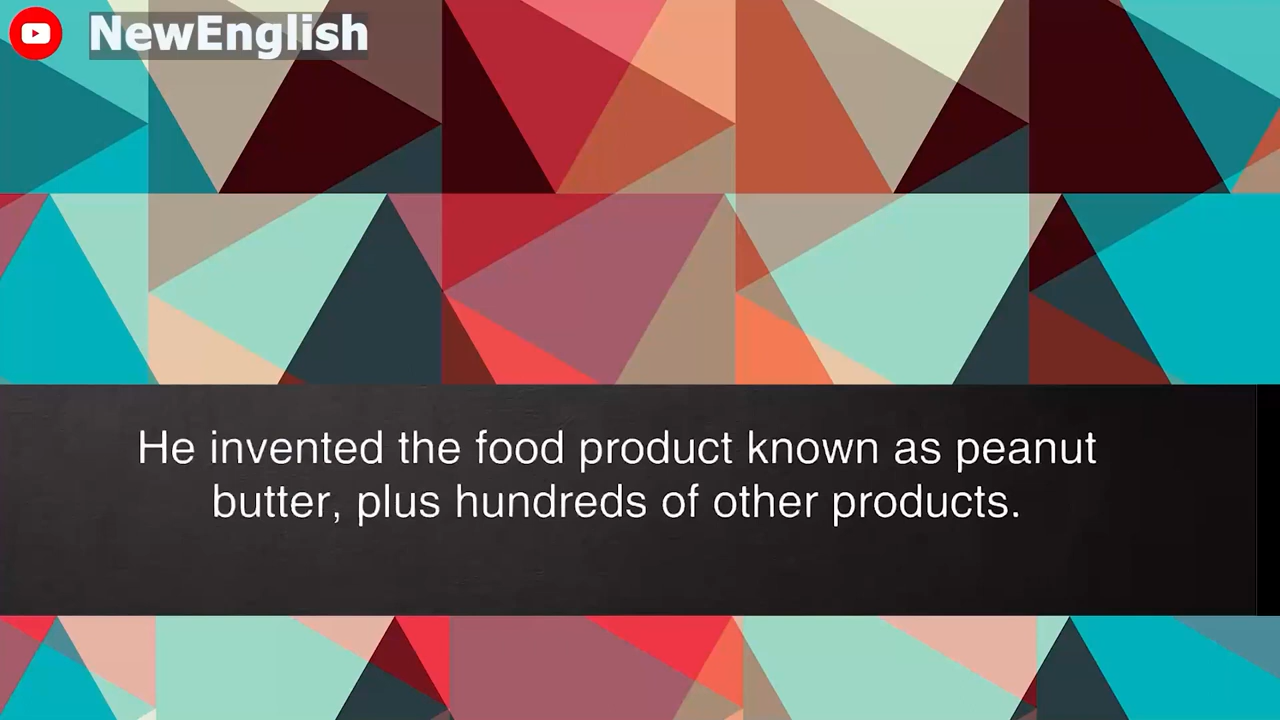 NewEnglish
He invented the food product known as peanut
butter, plus hundreds of other products.